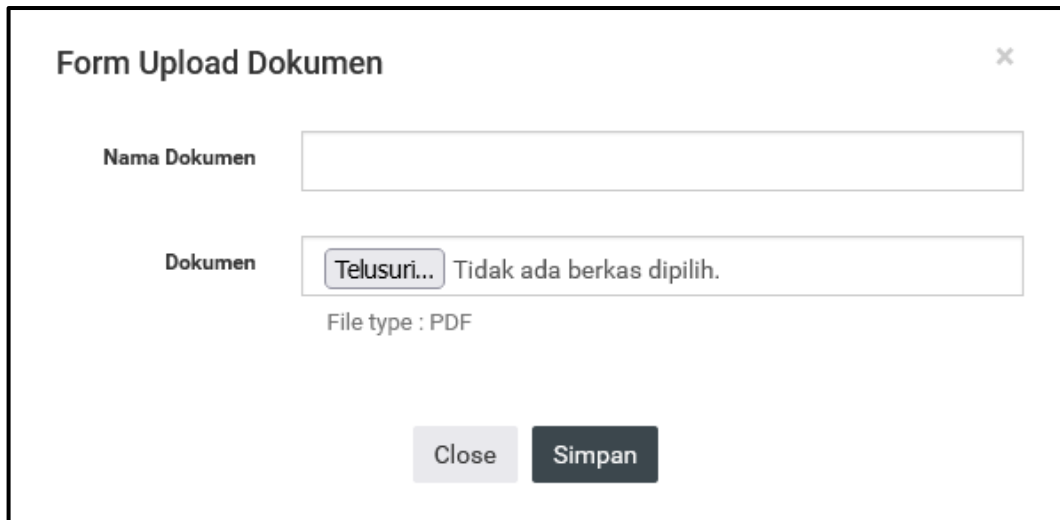 Form Upload Dokumen ×
Nama Dokumen
Dokumen Telusuri... Tidak ada berkas dipilih.
File type : PDF
Close Simpan